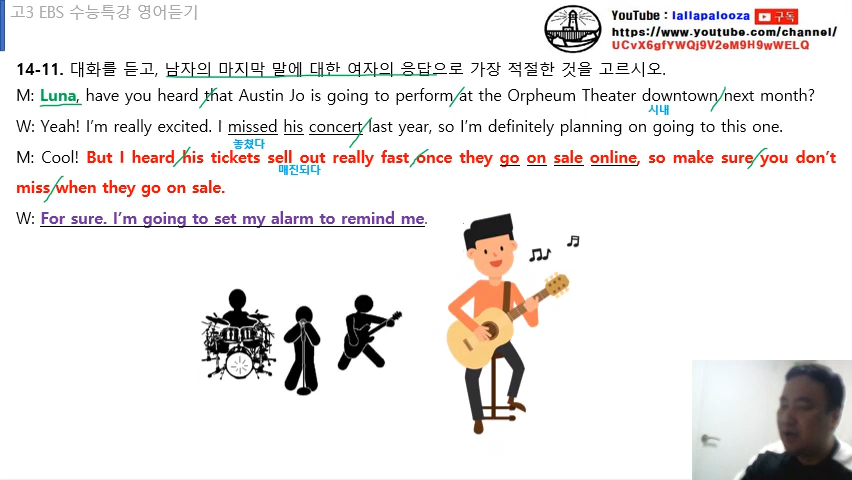 고3 EBS 수능특강 영어듣기
YouTube : lallapalooza 구독
https://www.youtube.com/channel/
UCvX6gfYWQj9V2eM9H9wWELQ
14-11. 대화를 듣고, 남자의 마지막 말에 대한 여자의 응답으로 가장 적절한 것을 고르시오.
M: Luna, have you heard that Austin Jo is going to perform at the Orpheum Theater downtown next month?
시내
W: Yeah! I’m really excited. I missed his concert last year, so I’m definitely planning on going to this one.
놓쳤다
M: Cool! But I heard his tickets sell out really fast once they go on sale online, so make sure you don’t
매진되다
miss when they go on sale.
W: For sure. I’m going to set my alarm to remind me.